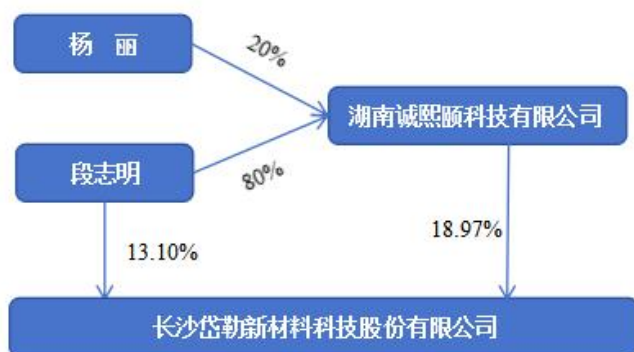 杨 丽
20%
湖南诚熙颐科技有限公司
段志明
80%
13.10%
18.97%
长沙岱勒新材料科技股份有限公司